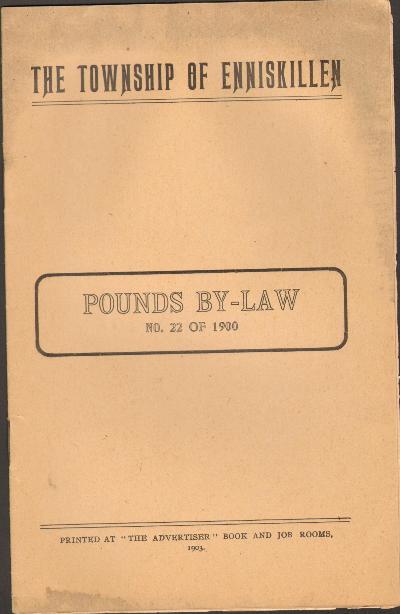 THE TOWNSHIP OF ENNISKILLEN
POUNDS BY-LAW
NO. 22 OF 1900
PRINTED AT "THE ADVERTISER" BOOK AND JOB ROOMS,
1903.